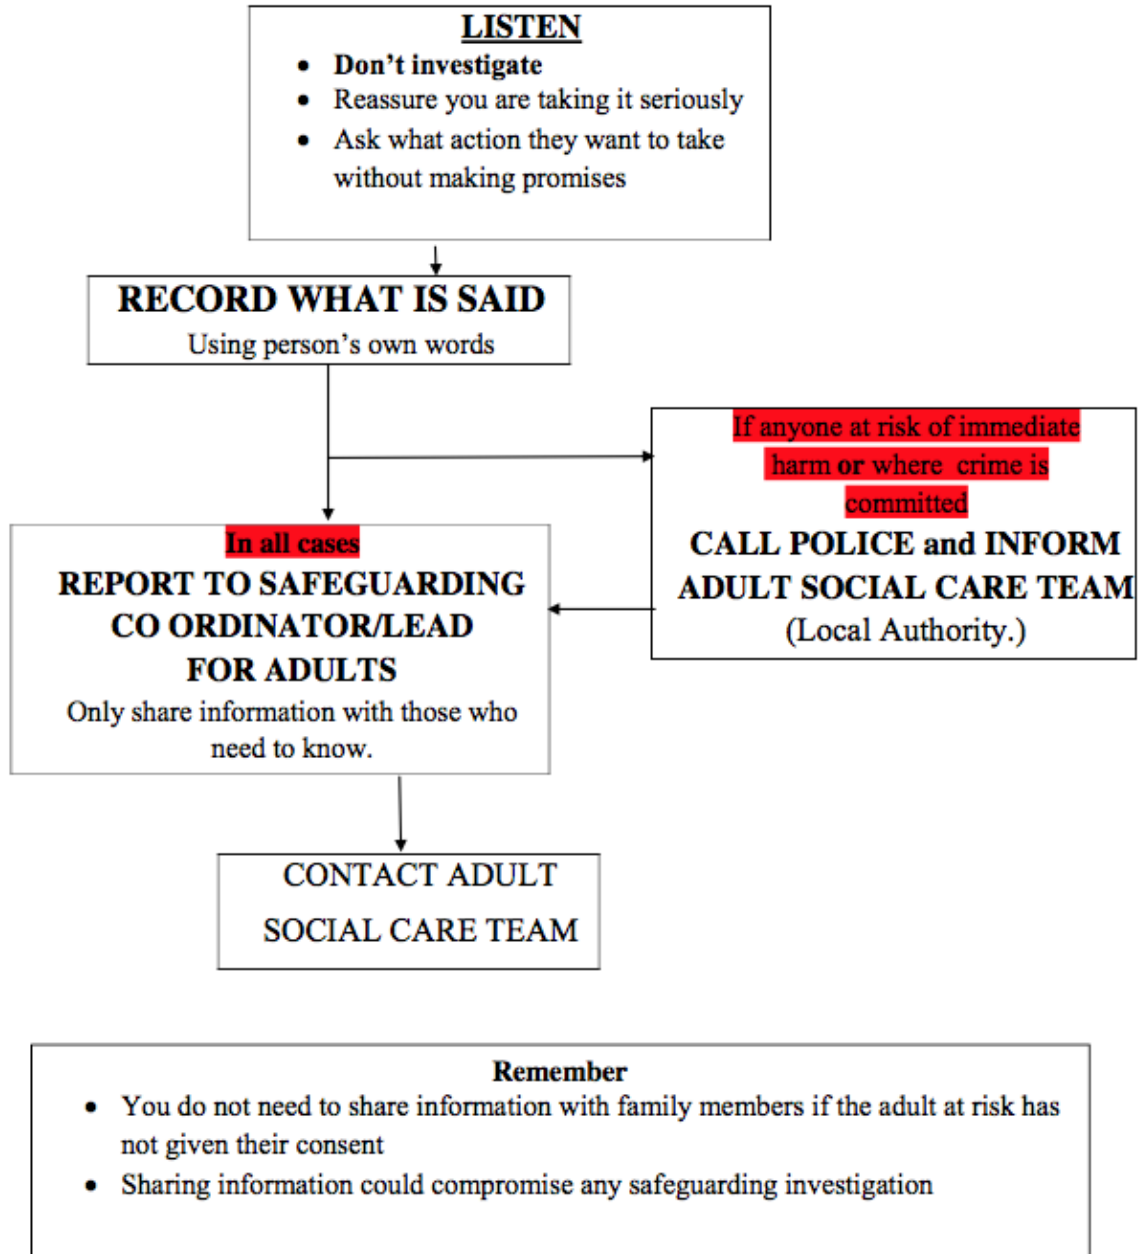 LISTEN
• Don’t investigate
• Reassure you are taking it seriously
• Ask what action they want to take
without making promises
RECORD WHAT IS SAID
Using person’s own words
If anyone at risk of immediate
harm or where crime is
committed
CALL POLICE and INFORM
ADULT SOCIAL CARE TEAM
(Local Authority.)
In all cases
REPORT TO SAFEGUARDING
CO ORDINATOR/LEAD
FOR ADULTS
Only share information with those who
need to know.
CONTACT ADULT
SOCIAL CARE TEAM
Remember
• You do not need to share information with family members if the adult at risk has
not given their consent
• Sharing information could compromise any safeguarding investigation